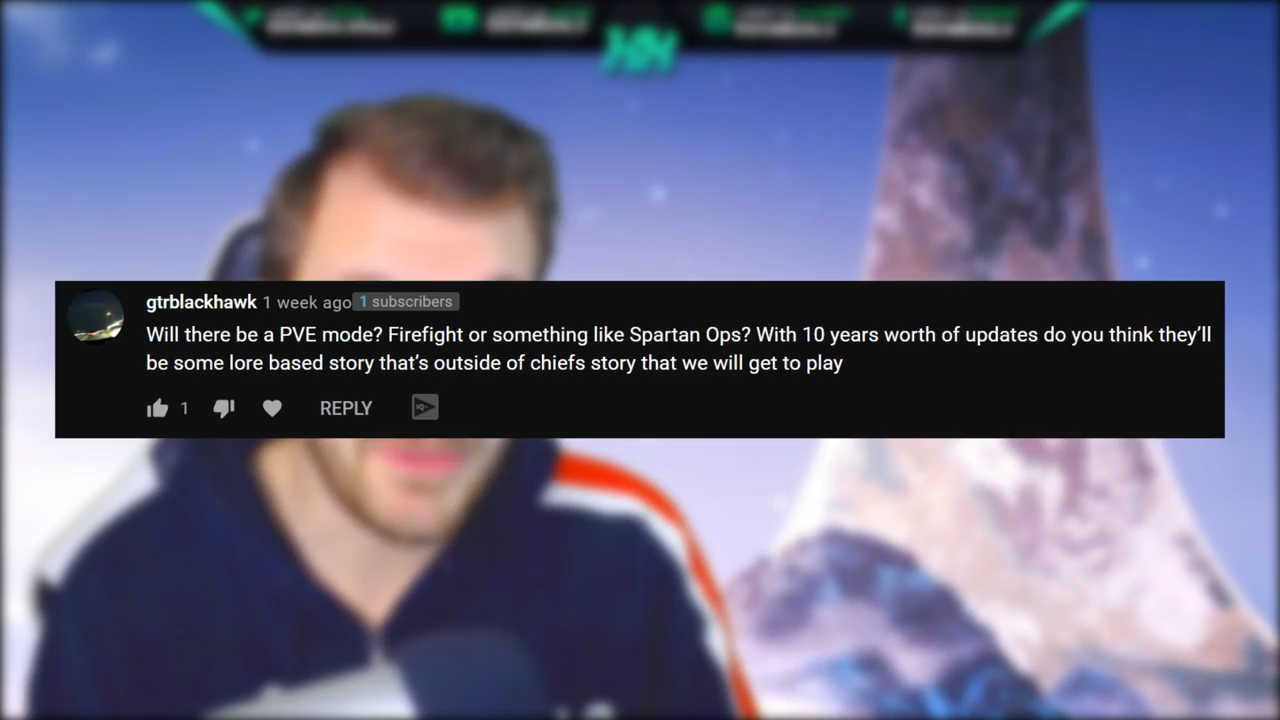 HH
gtrblackhawk 1 week ago 1 subscribers
Will there be a PVE mode? Firefight or something like Spartan Ops? With 10 years worth of updates do you think they'll
be some lore based story that's outside of chiefs story that we will get to play
1 REPLY IQ